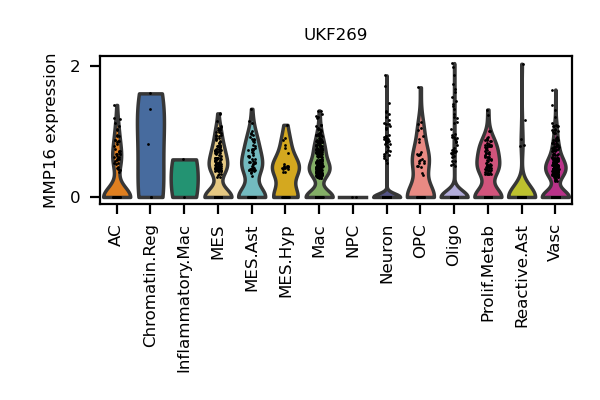 UKF269
MMP16 expression
2
0
AC
Chromatin.Reg
Inflammatory.Mac
MES
MES.Ast
MES.Hyp
Mac
NPC
Neuron
OPC
Oligo
Prolif.Metab
Reactive.Ast
Vasc